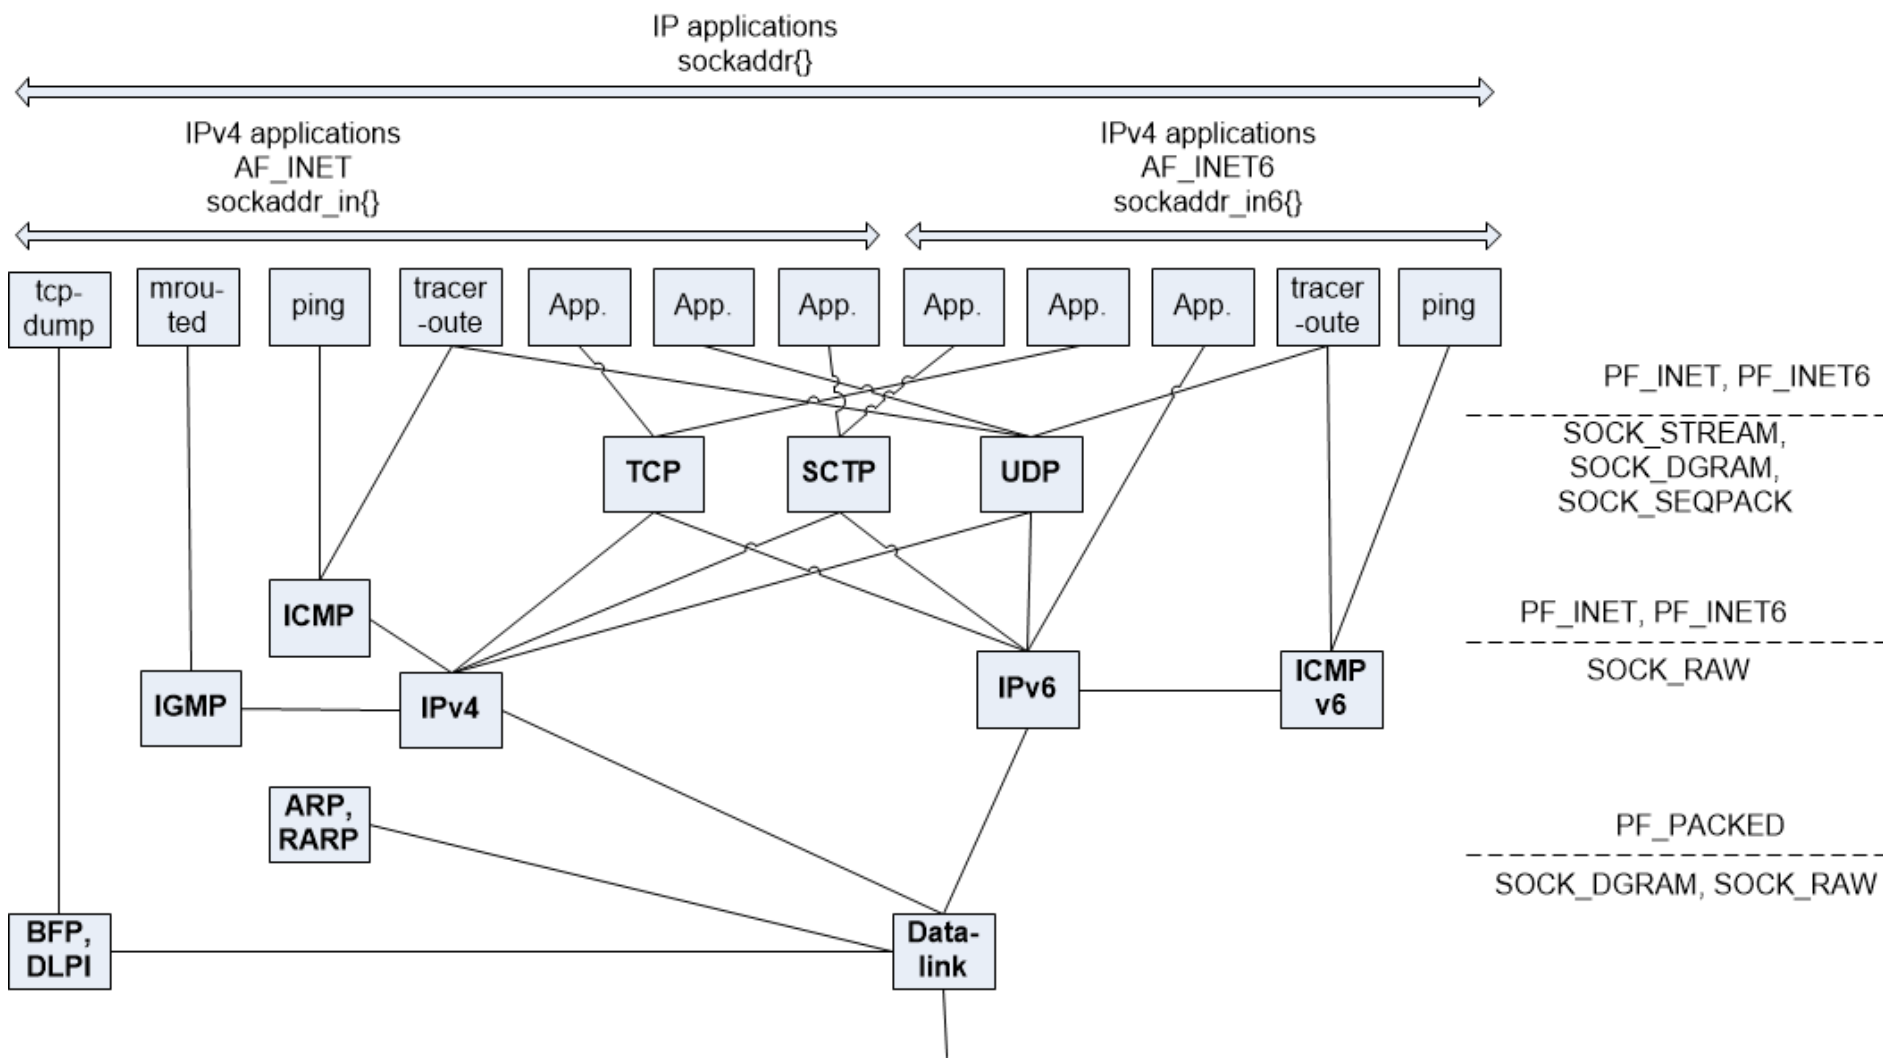 IP applications
sockaddr{}
IPv4 applications
AF_INET
sockaddr_in{}
IPv4 applications
AF_INET6
sockaddr_in6{}
tcp-
dump
mrou-
ted
ping
tracer
-oute
App.
App.
App.
App.
App.
App.
tracer
-oute
ping
PF_INET, PF_INET6
SOCK_STREAM,
SOCK_DGRAM,
SOCK_SEQPACK
TCP
SCTP
UDP
ICMP
PF_INET, PF_INET6
SOCK_RAW
IGMP
IPv4
IPv6
ICMP
v6
ARP,
RARP
PF_PACKED
SOCK_DGRAM, SOCK_RAW
BFP,
DLPI
Data-
link